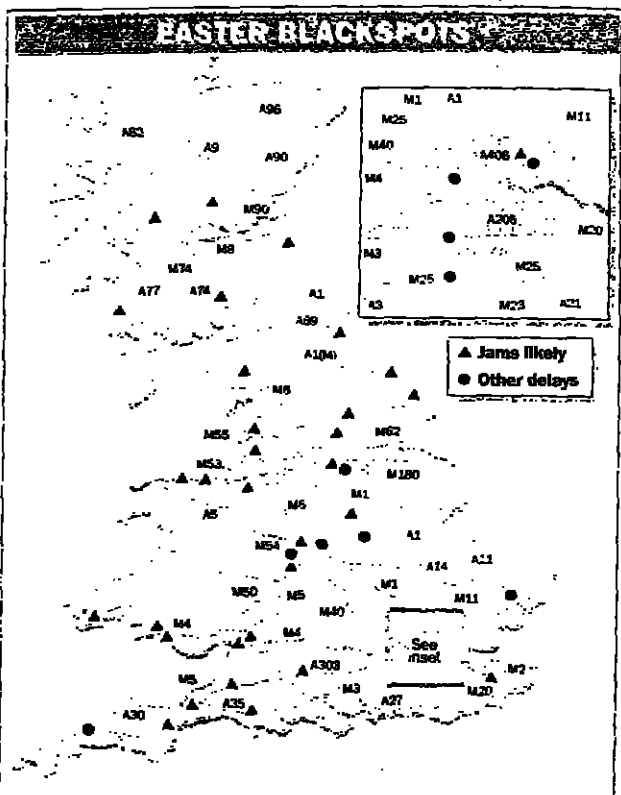 EASTER BLACKSPOTS
M1 A1
M25 M11
M40 A406
M4
A205
M20
M3
M25 M25
A3 M23 A21
A96
A82
A9
A90
M90
M8
M74
A77 A74
A1
A69
▲ Jams likely
● Other delays
M6
M55 M62
M53
M180
M1
M6
A5
M54 A1
A14 A11
M50 M5 M1
M40 M11
M4 M4
See
inset
M5 A303 M2
M3 M20
A30 A35 A27